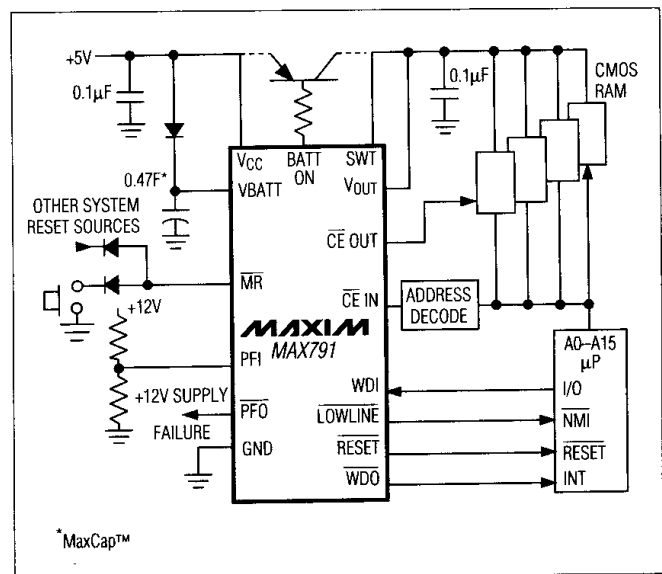 +5V
0.1µF
0.1µF
CMOS
RAM
VCC
BATT
ON
SWT
VOUT
VBATT
0.47F*
OTHER SYSTEM
RESET SOURCES
CE OUT
MR
CE IN
ADDRESS
DECODE
+12V
MAXIM
MAX791
A0–A15
µP
PFI
WDI
I/O
+12V SUPPLY
FAILURE
PFO
LOWLINE
NMI
GND
RESET
RESET
WDO
INT
*MaxCap™